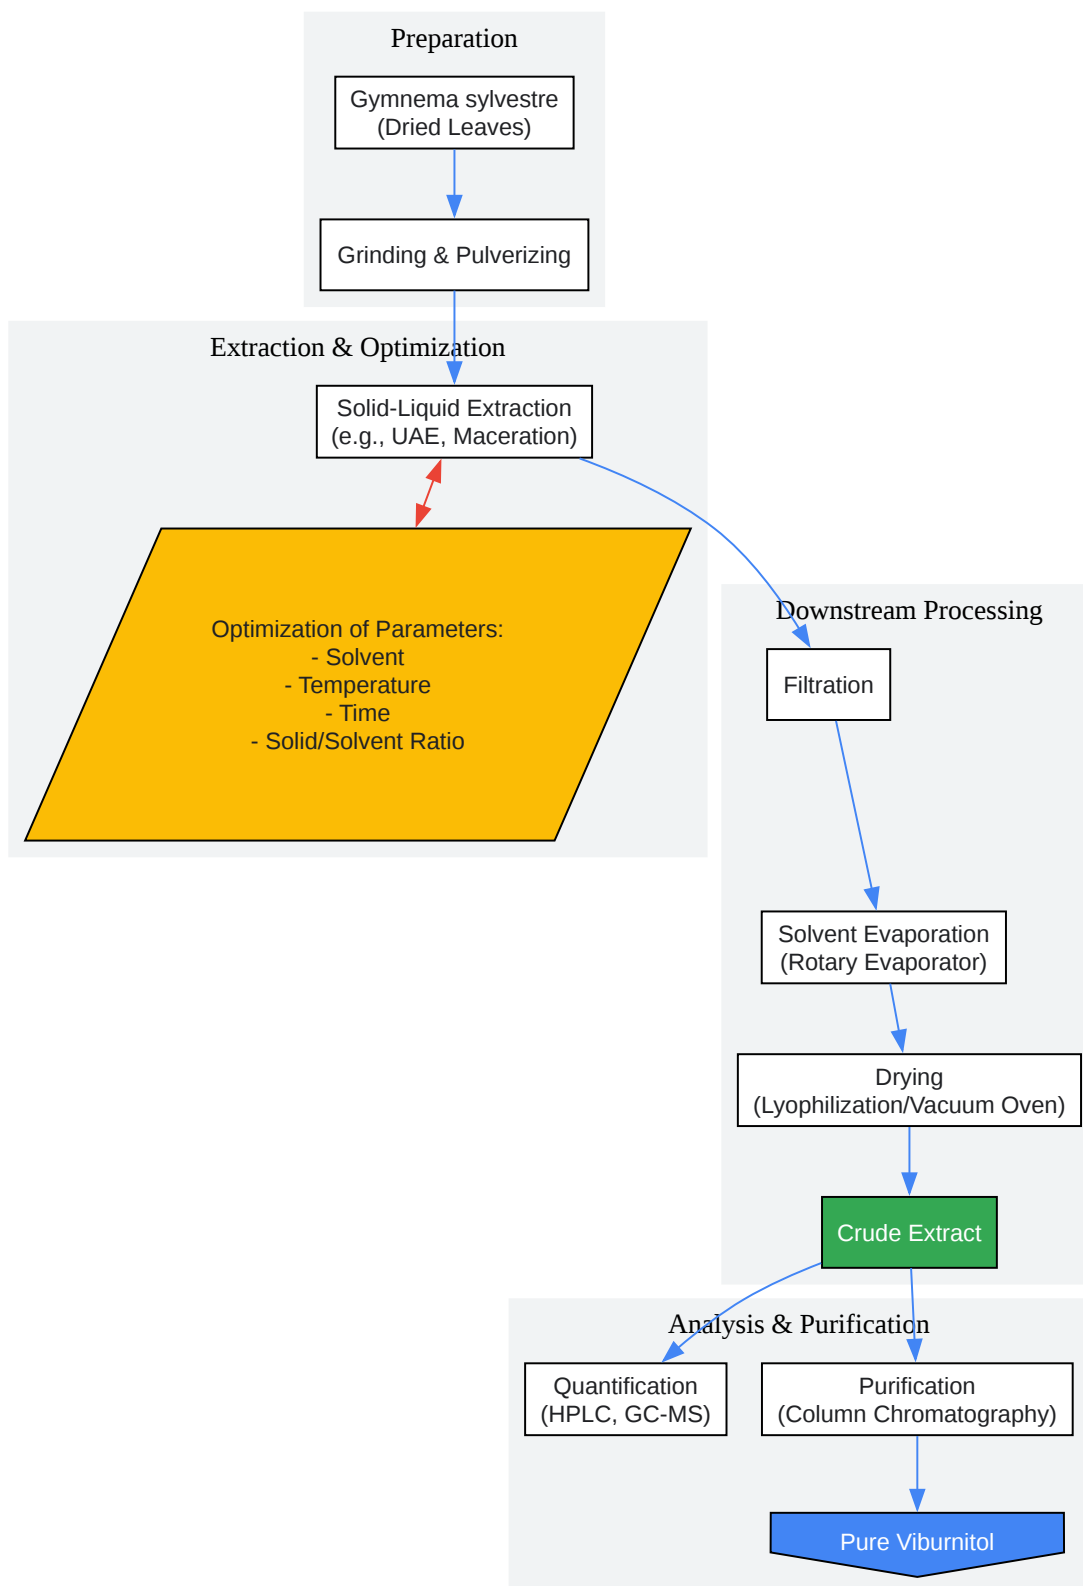 Preparation
Gymnema sylvestre
(Dried Leaves)
Grinding & Pulverizing
Extraction & Optimization
Solid-Liquid Extraction
(e.g., UAE, Maceration)
Optimization of Parameters:
- Solvent
- Temperature
- Time
- Solid/Solvent Ratio
Downstream Processing
Filtration
Solvent Evaporation
(Rotary Evaporator)
Drying
(Lyophilization/Vacuum Oven)
Crude Extract
Analysis & Purification
Quantification
(HPLC, GC-MS)
Purification
(Column Chromatography)
Pure Viburnitol